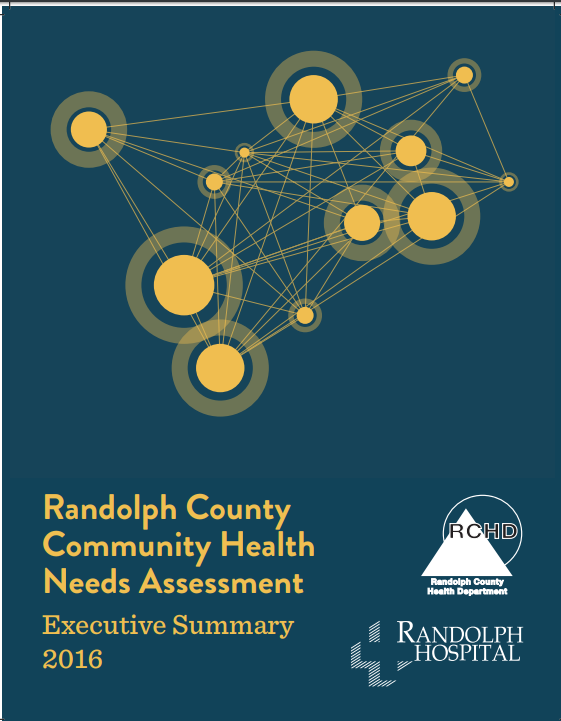 Randolph County
Community Health
Needs Assessment
Executive Summary
2016
RCHD
Randolph County
Health Department
RANDOLPH
HOSPITAL